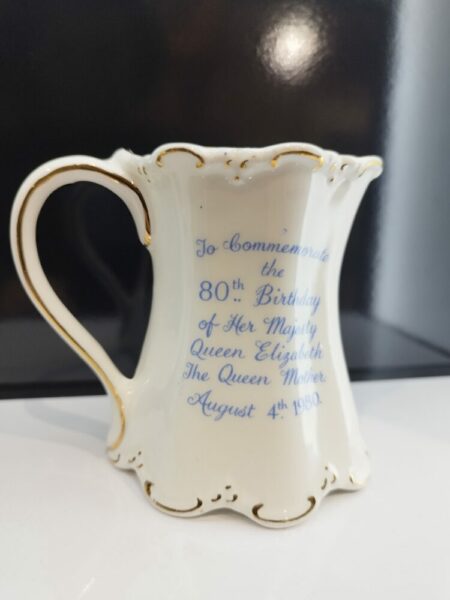 To Commemorate
the
80th Birthday
of Her Majesty
Queen Elizabeth
The Queen Mother.
August 4th 1980.